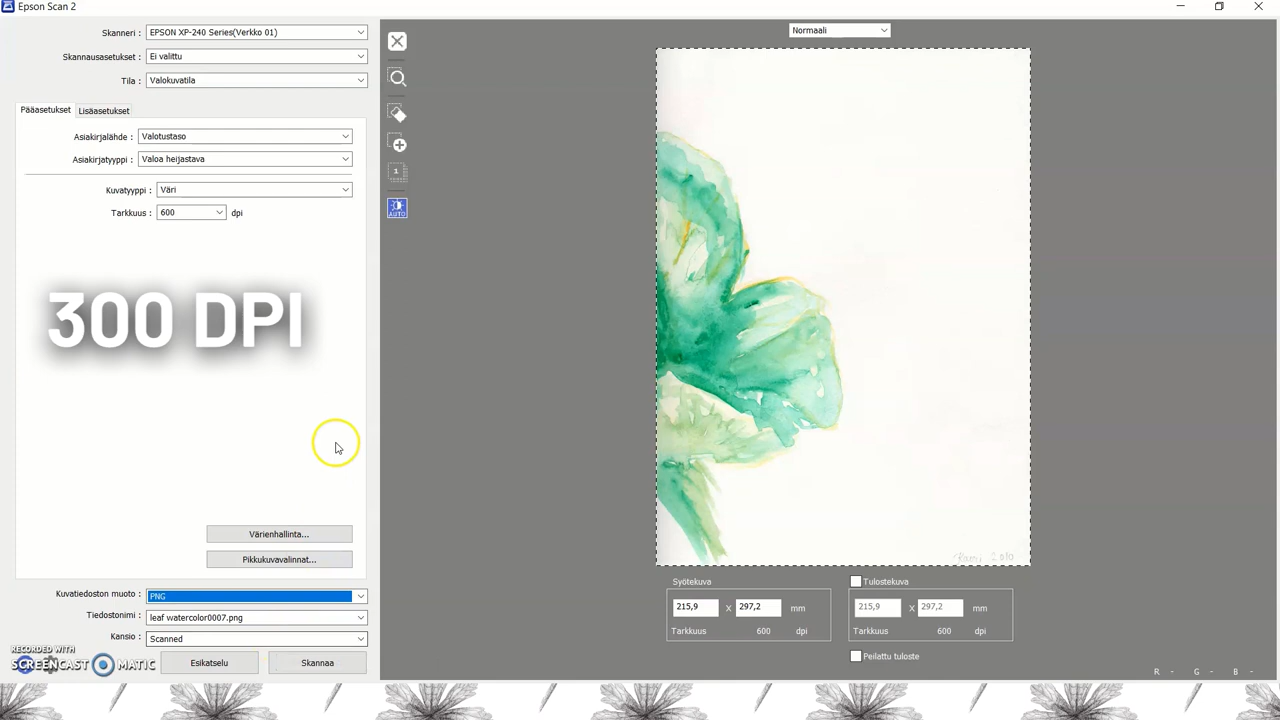 Epson Scan 2
Skanneri :
EPSON XP-240 Series(Verkko 01)
Skannausasetukset :
Ei valittu
Tila :
Valokuvatila
Pääasetukset
Lisäasetukset
Asiakirjalähde :
Valotustaso
Asiakirjatyyppi :
Valoa heijastava
Kuvatyyppi :
Väri
Tarkkuus :
600
dpi
300 DPI
Värienhallinta...
Pikkukuvavalinnat...
Kuvatiedoston muoto :
PNG
Tiedostonimi :
leaf watercolor0007.png
Kansio :
Scanned
RECORDED WITH
SCREENCAST MATIC
Esikatselu
Skannaa
1
AUTO
Normaali
Syötekuva
215,9 X 297,2 mm
Tarkkuus 600 dpi
Tulostekuva
215,9 X 297,2 mm
Tarkkuus 600 dpi
Peilattu tuloste
R - G - B -